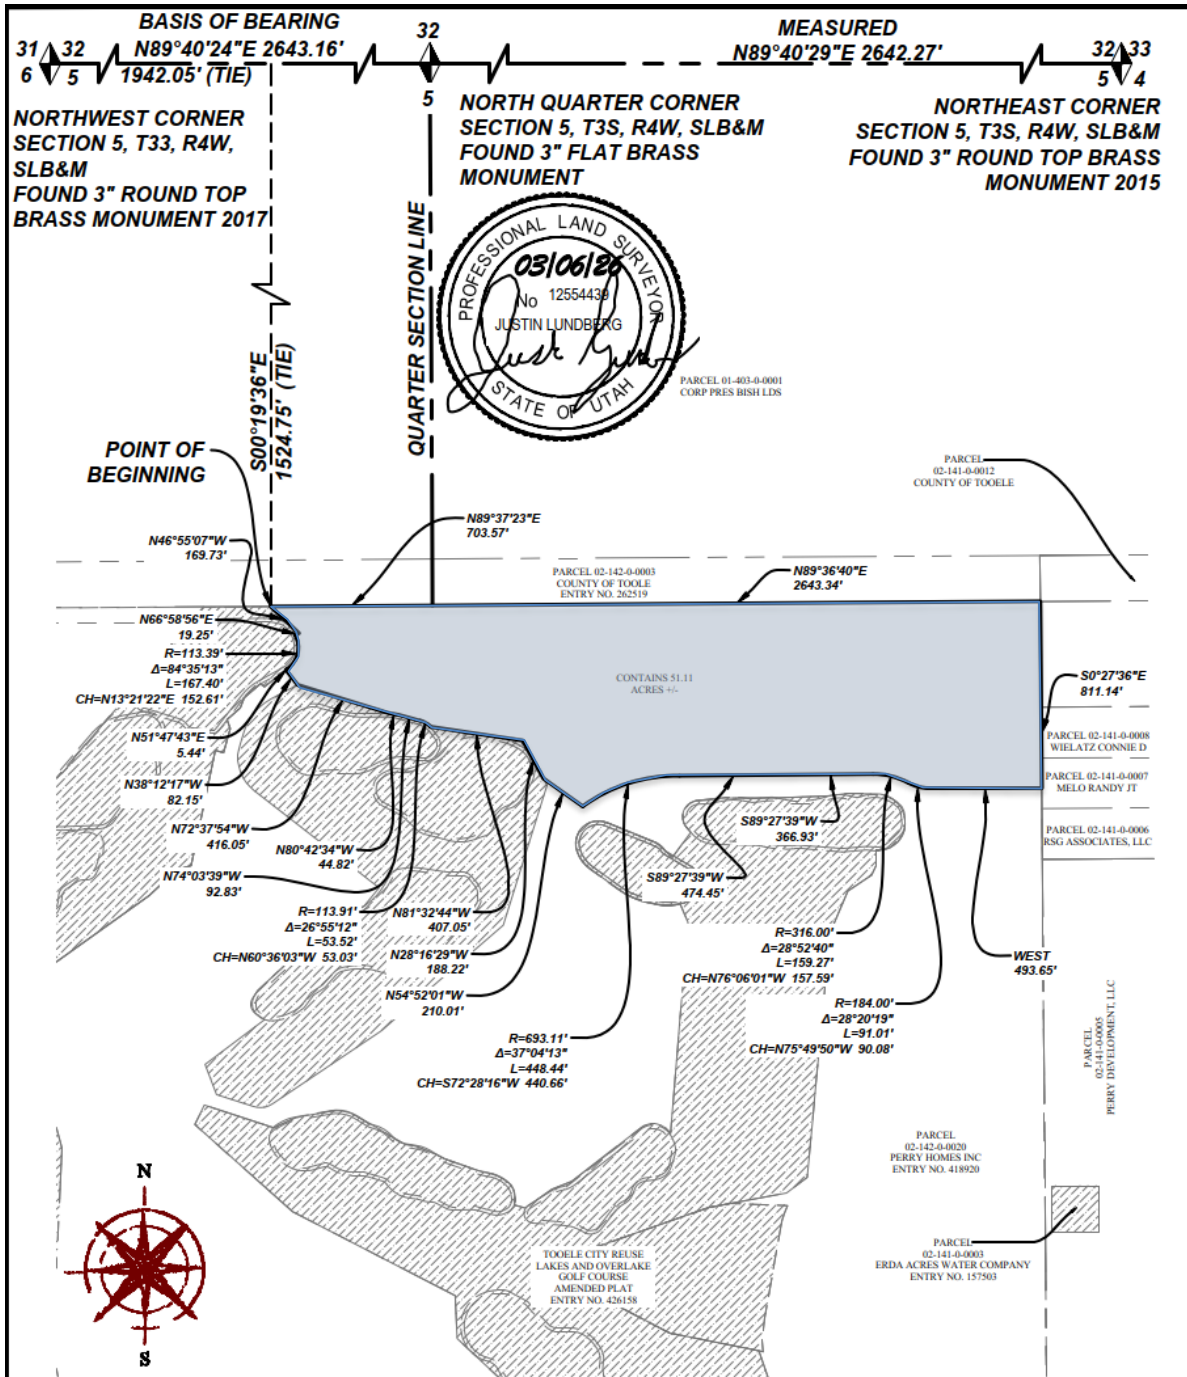 BASIS OF BEARING
N89°40'24"E 2643.16'
1942.05' (TIE)
31 32
6 5
32
5
MEASURED
N89°40'29"E 2642.27'
32 33
5 4
NORTHWEST CORNER
SECTION 5, T33, R4W,
SLB&M
FOUND 3" ROUND TOP
BRASS MONUMENT 2017
NORTH QUARTER CORNER
SECTION 5, T3S, R4W, SLB&M
FOUND 3" FLAT BRASS
MONUMENT
NORTHEAST CORNER
SECTION 5, T3S, R4W, SLB&M
FOUND 3" ROUND TOP BRASS
MONUMENT 2015
QUARTER SECTION LINE
S00°19'36"E
1524.75' (TIE)
PROFESSIONAL LAND SURVEYOR
03/06/26
No 12554439
JUSTIN LUNDBERG
STATE OF UTAH
PARCEL 01-403-0-0001
CORP PRES BISH LDS
POINT OF
BEGINNING
PARCEL
02-141-0-0012
COUNTY OF TOOELE
N89°37'23"E
703.57'
N46°55'07"W
169.73'
PARCEL 02-142-0-0003
COUNTY OF TOOLE
ENTRY NO. 262519
N89°36'40"E
2643.34'
N66°58'56"E
19.25'
R=113.39'
Δ=84°35'13"
L=167.40'
CH=N13°21'22"E 152.61'
CONTAINS 51.11
ACRES +/-
S0°27'36"E
811.14'
N51°47'43"E
5.44'
PARCEL 02-141-0-0008
WIELATZ CONNIE D
N38°12'17"W
82.15'
PARCEL 02-141-0-0007
MELO RANDY JT
N72°37'54"W
416.05'
S89°27'39"W
366.93'
PARCEL 02-141-0-0006
RSG ASSOCIATES, LLC
N80°42'34"W
44.82'
N74°03'39"W
92.83'
S89°27'39"W
474.45'
R=113.91'
Δ=26°55'12"
L=53.52'
CH=N60°36'03"W 53.03'
N81°32'44"W
407.05'
N28°16'29"W
188.22'
R=316.00'
Δ=28°52'40"
L=159.27'
CH=N76°06'01"W 157.59'
WEST
493.65'
N54°52'01"W
210.01'
R=184.00'
Δ=28°20'19"
L=91.01'
CH=N75°49'50"W 90.08'
R=693.11'
Δ=37°04'13"
L=448.44'
CH=S72°28'16"W 440.66'
PARCEL
02-141-0-0005
PERRY DEVELOPMENT, LLC
PARCEL
02-142-0-0020
PERRY HOMES INC
ENTRY NO. 418920
N
S
TOOELE CITY REUSE
LAKES AND OVERLAKE
GOLF COURSE
AMENDED PLAT
ENTRY NO. 426158
PARCEL
02-141-0-0003
ERDA ACRES WATER COMPANY
ENTRY NO. 157503